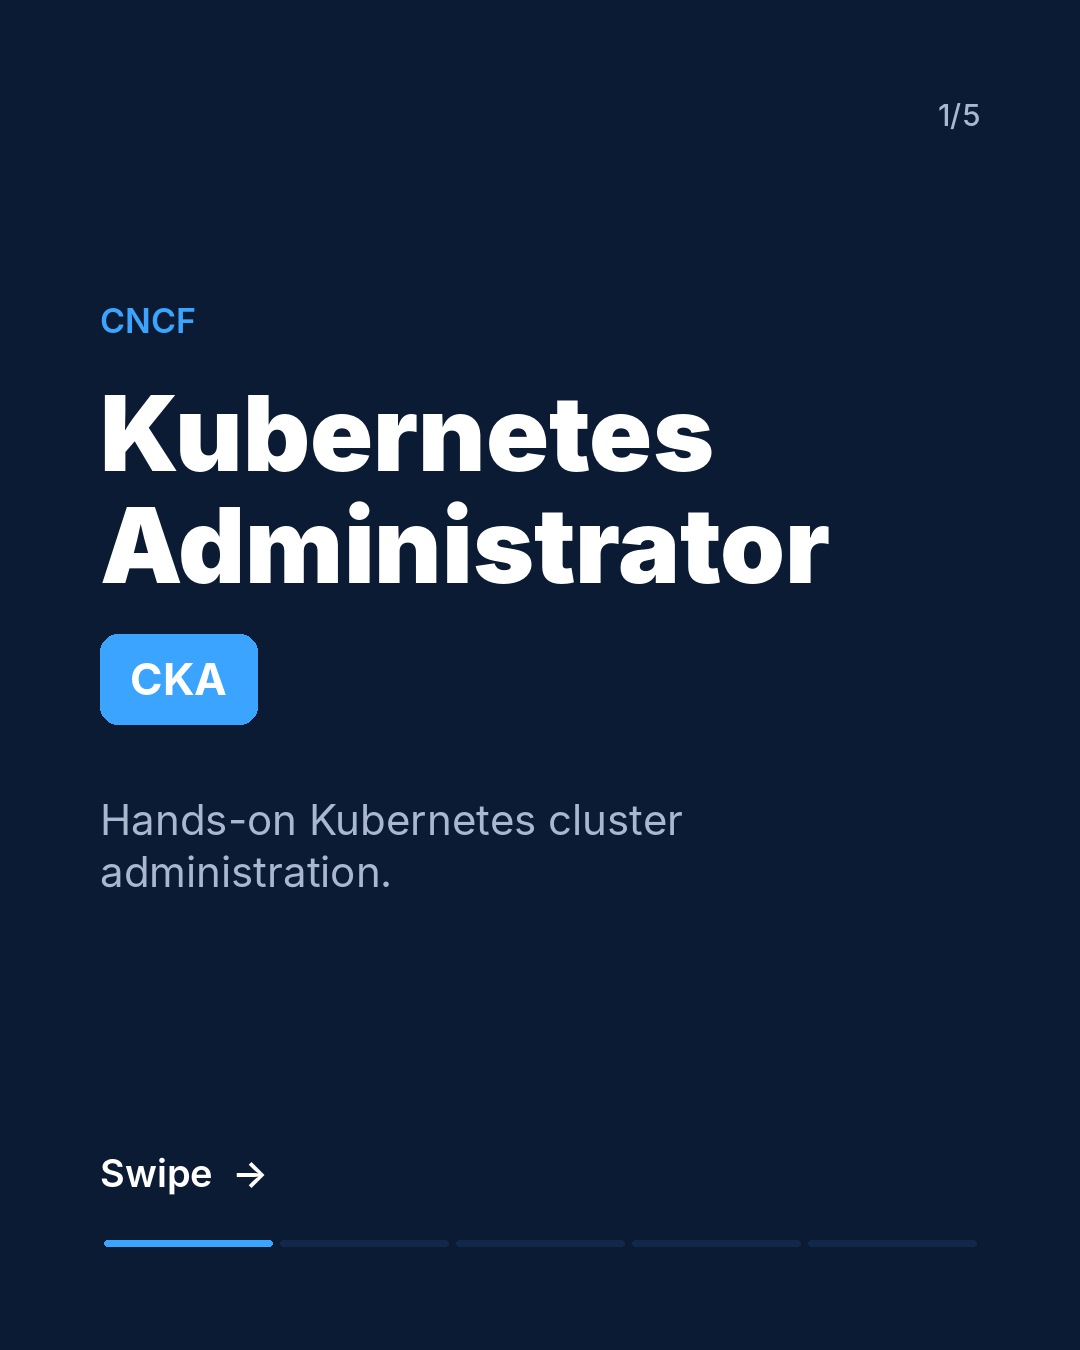 1/5
CNCF
Kubernetes
Administrator
CKA
Hands-on Kubernetes cluster
administration.
Swipe →